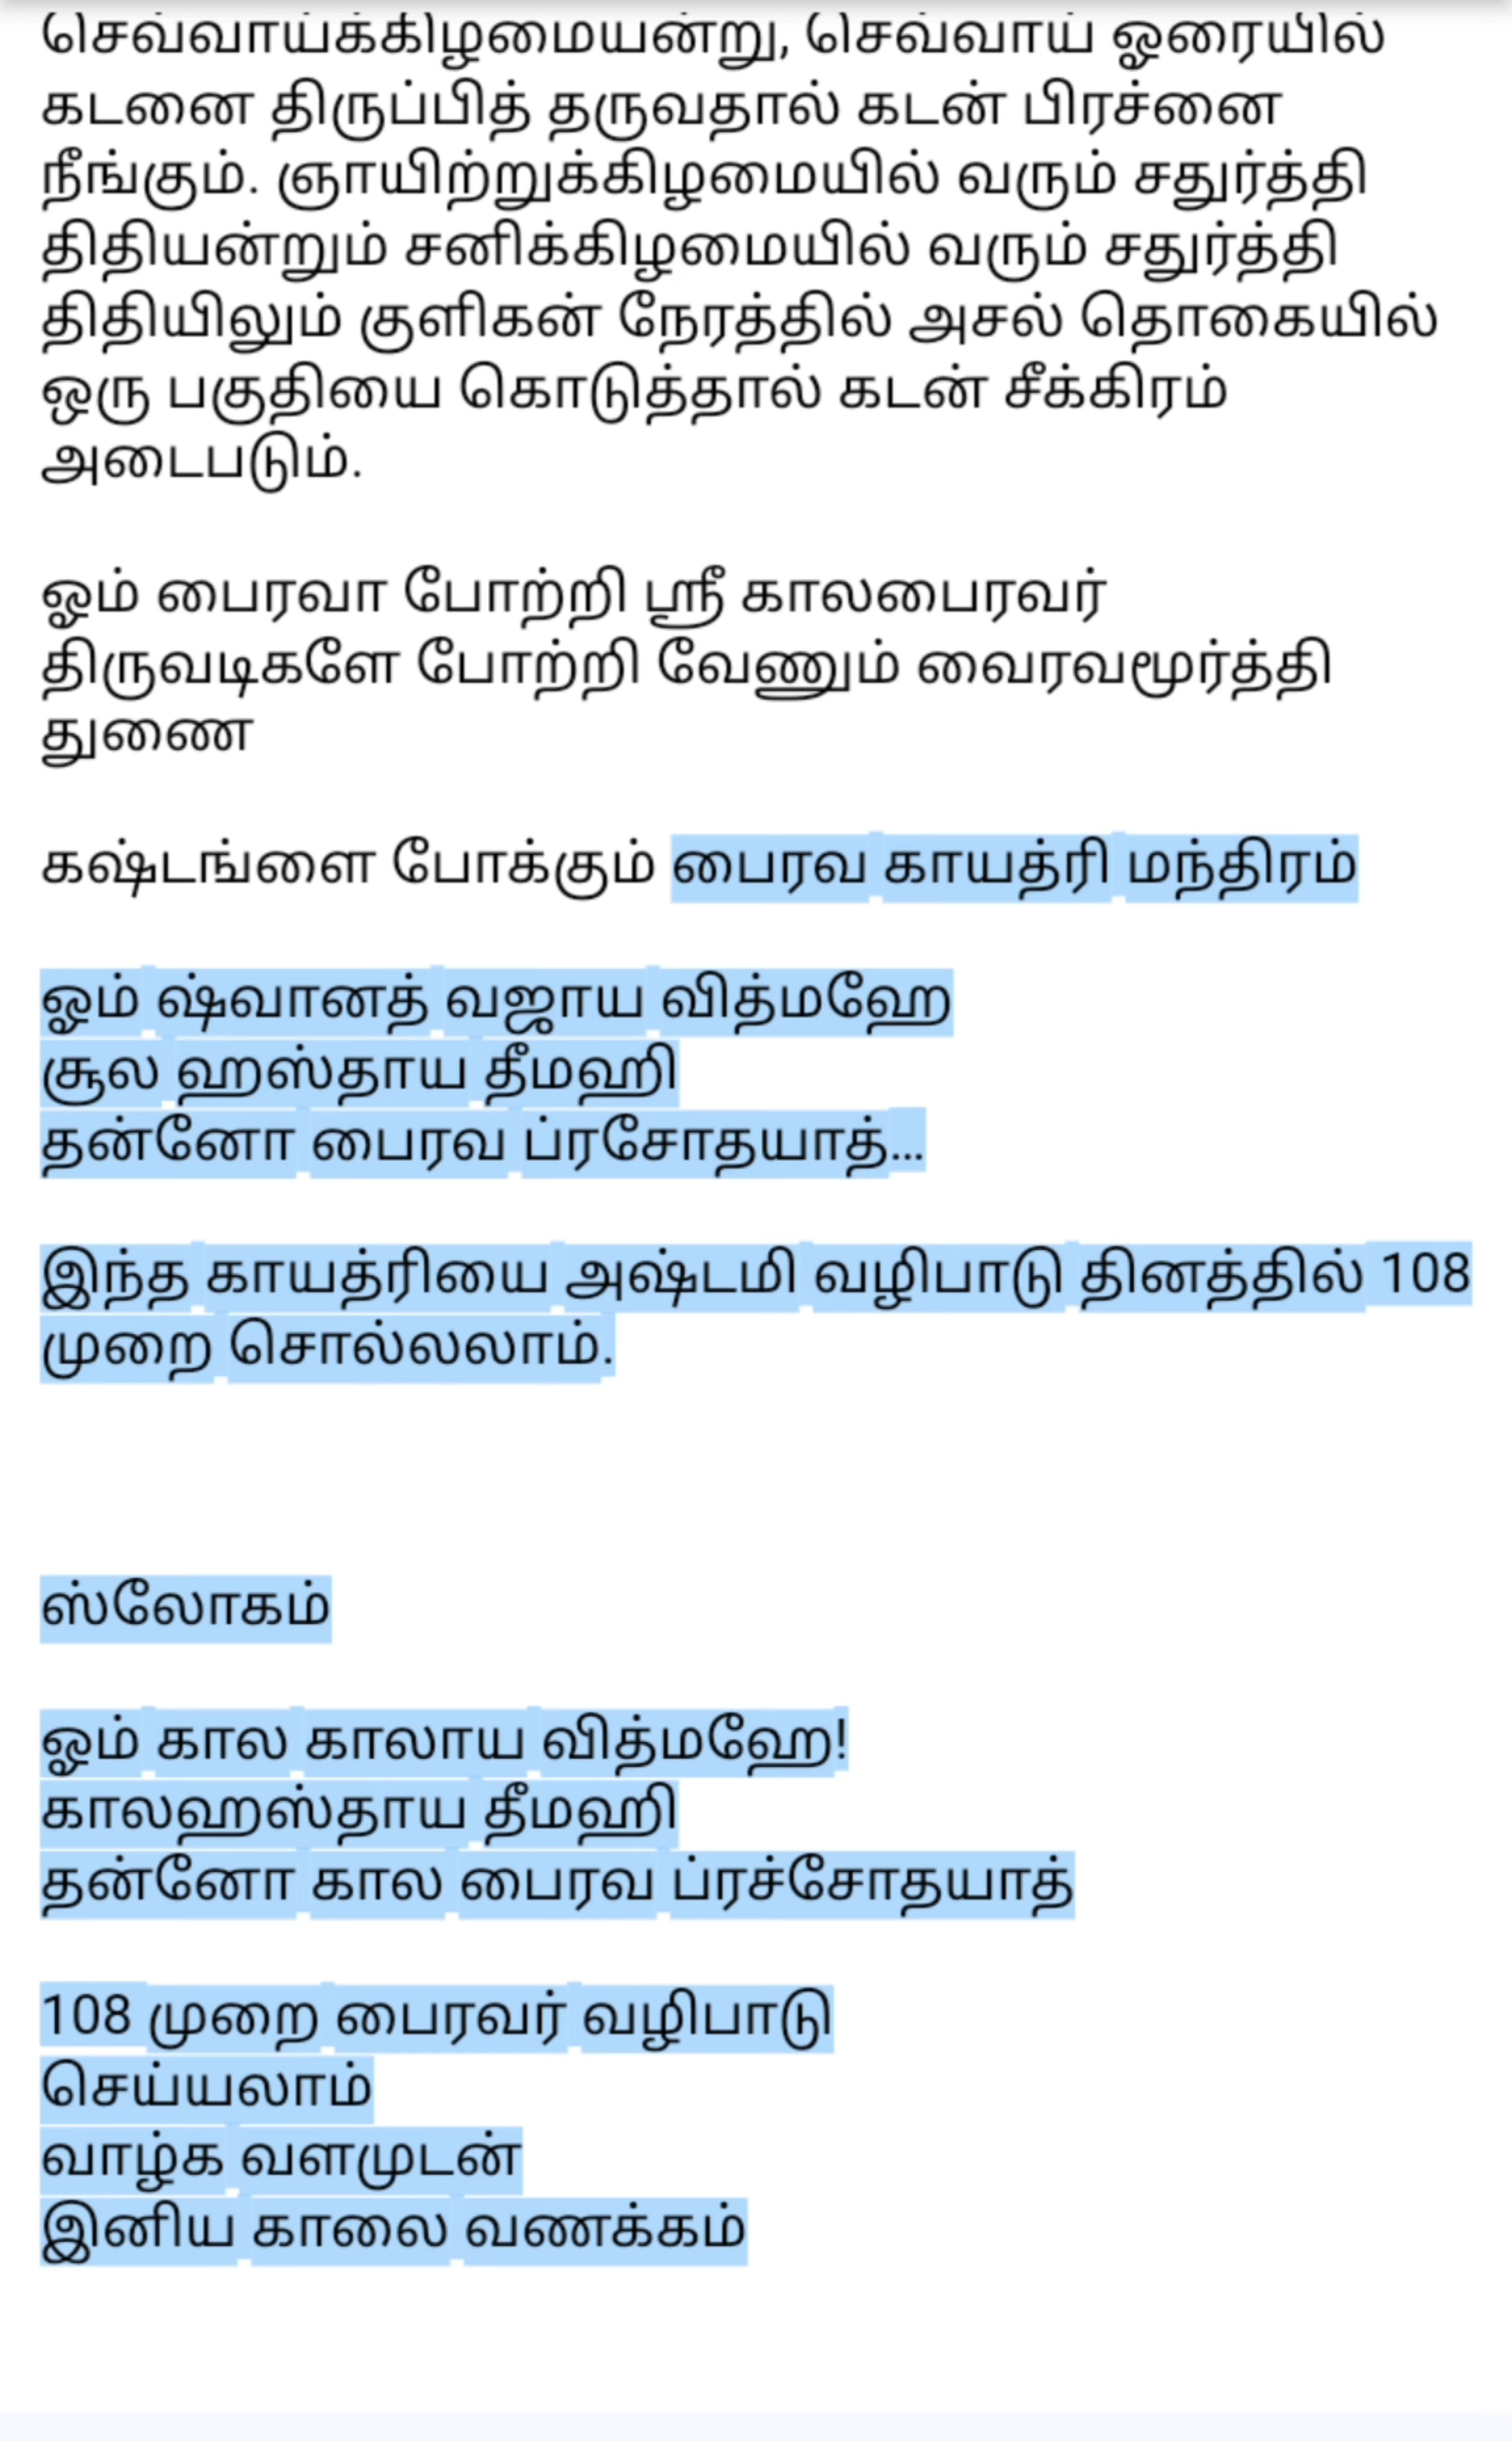 செவ்வாய்க்கிழமையன்று, செவ்வாய் ஓரையில்
கடனை திருப்பித் தருவதால் கடன் பிரச்னை
நீங்கும். ஞாயிற்றுக்கிழமையில் வரும் சதுர்த்தி
திதியன்றும் சனிக்கிழமையில் வரும் சதுர்த்தி
திதியிலும் குளிகன் நேரத்தில் அசல் தொகையில்
ஒரு பகுதியை கொடுத்தால் கடன் சீக்கிரம்
அடைபடும்.
ஓம் பைரவா போற்றி ஸ்ரீ காலபைரவர்
திருவடிகளே போற்றி வேணும் வைரவமூர்த்தி
துணை
கஷ்டங்ளை போக்கும் பைரவ காயத்ரி மந்திரம்
ஓம் ஷ்வானத் வஜாய வித்மஹே
சூல ஹஸ்தாய தீமஹி
தன்னோ பைரவ ப்ரசோதயாத்...
இந்த காயத்ரியை அஷ்டமி வழிபாடு தினத்தில் 108
முறை சொல்லலாம்.
ஸ்லோகம்
ஓம் கால காலாய வித்மஹே!
காலஹஸ்தாய தீமஹி
தன்னோ கால பைரவ ப்ரச்சோதயாத்
108 முறை பைரவர் வழிபாடு
செய்யலாம்
வாழ்க வளமுடன்
இனிய காலை வணக்கம்